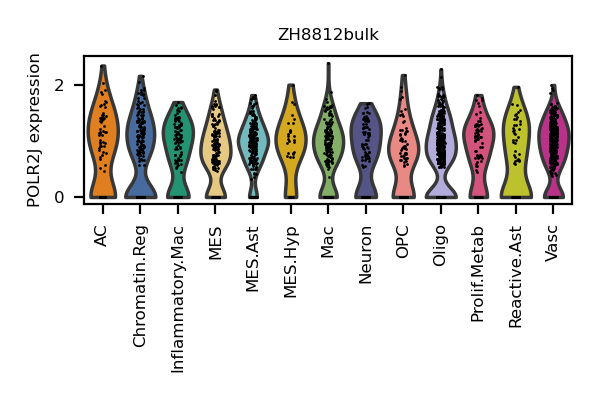 ZH8812bulk
POLR2J expression
2
0
AC
Chromatin.Reg
Inflammatory.Mac
MES
MES.Ast
MES.Hyp
Mac
Neuron
OPC
Oligo
Prolif.Metab
Reactive.Ast
Vasc